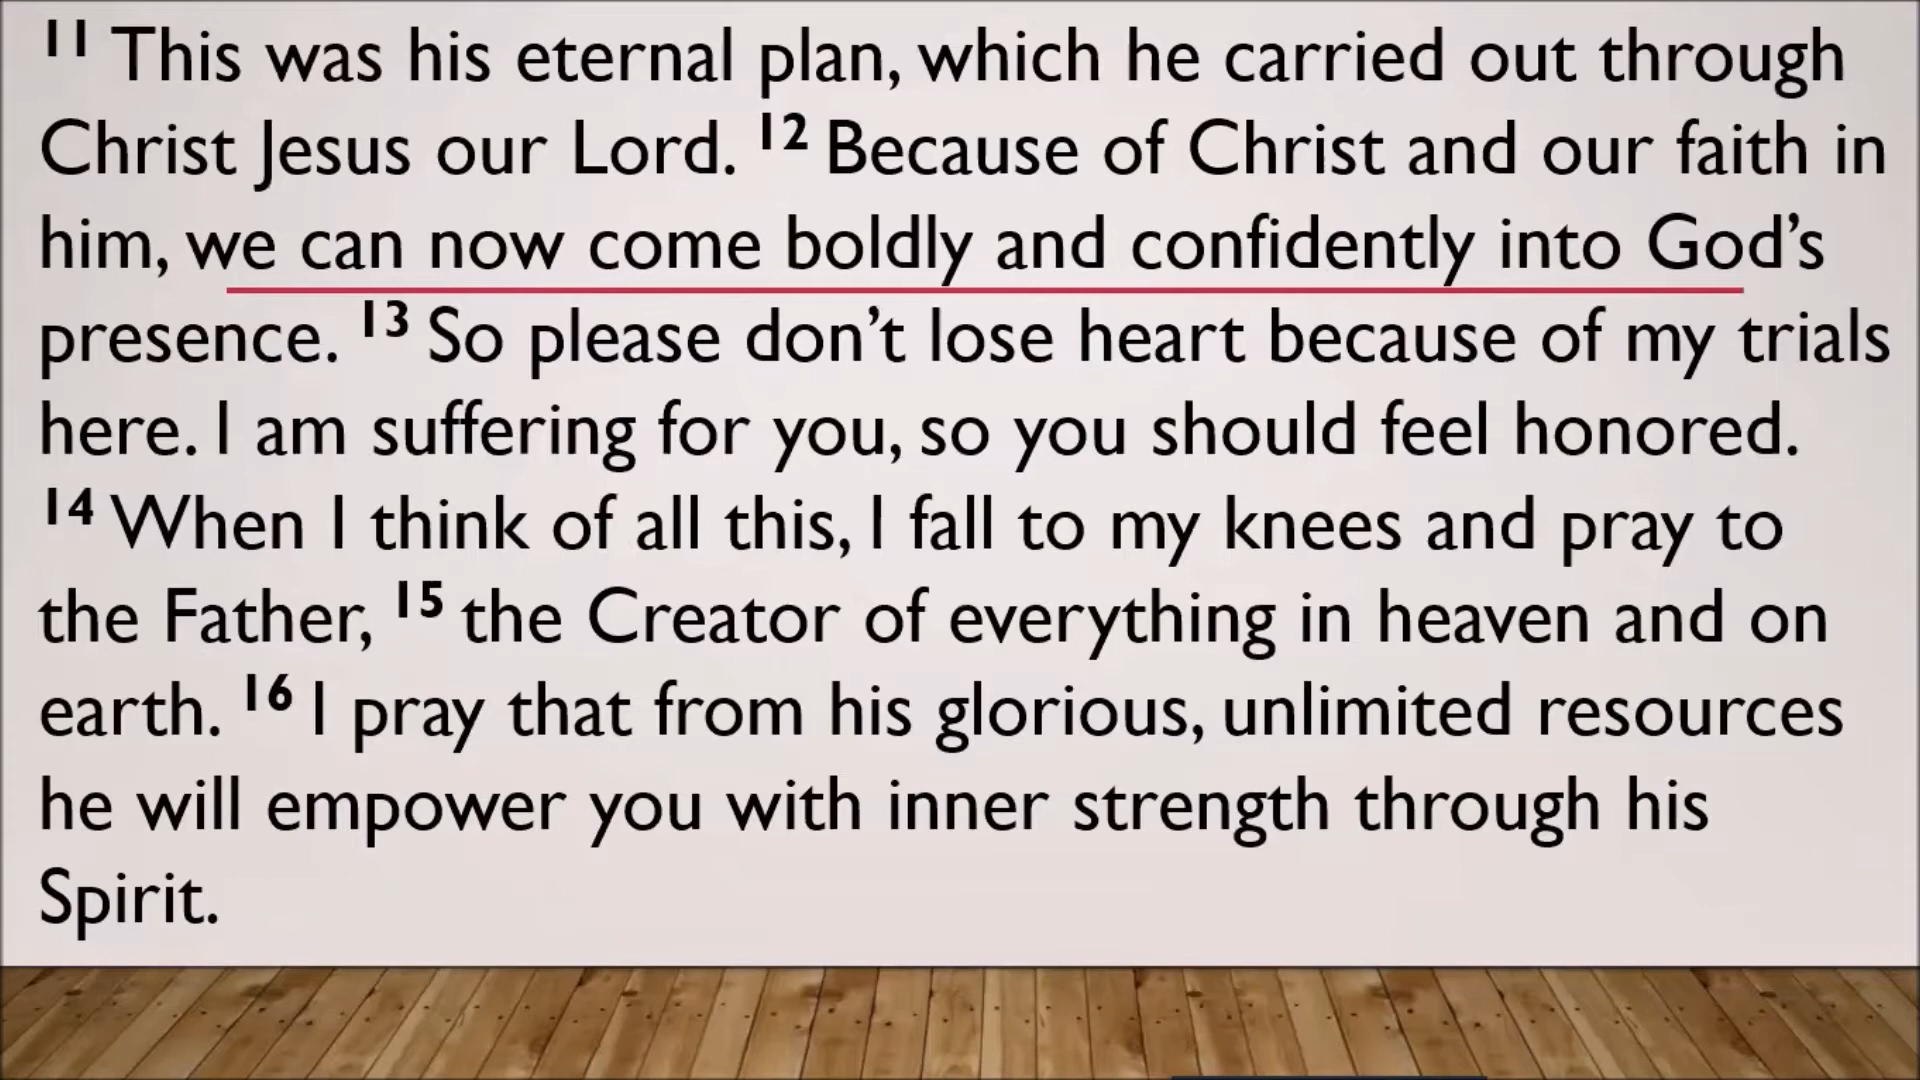 11 This was his eternal plan, which he carried out through
Christ Jesus our Lord. 12 Because of Christ and our faith in
him, we can now come boldly and confidently into God’s
presence. 13 So please don’t lose heart because of my trials
here. I am suffering for you, so you should feel honored.
14 When I think of all this, I fall to my knees and pray to
the Father, 15 the Creator of everything in heaven and on
earth. 16 I pray that from his glorious, unlimited resources
he will empower you with inner strength through his
Spirit.